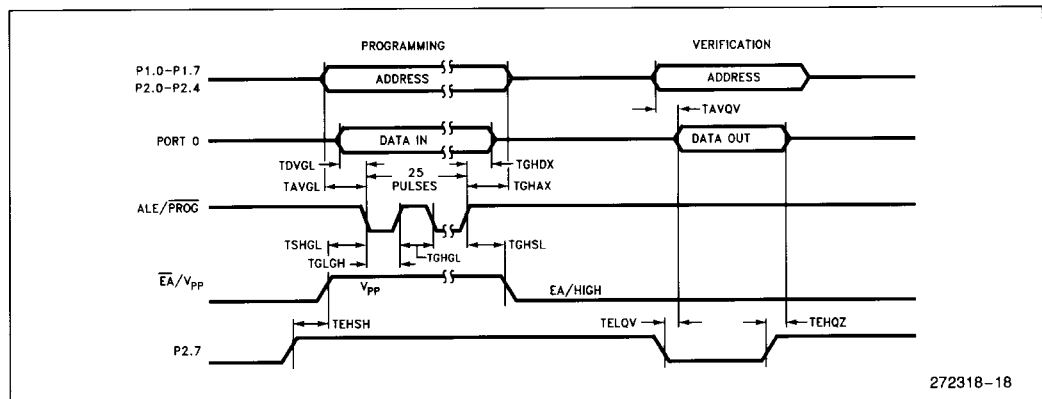 PROGRAMMING VERIFICATION
P1.0–P1.7
P2.0–P2.4
ADDRESS ADDRESS
TAVQV
PORT 0
DATA IN DATA OUT
TDVGL TGHDX
25
PULSES
TAVGL TGHAX
ALE/PROG
TSHGL TGHSL
TGHGL
TGLGH
EA/VPP
VPP
EA/HIGH
TEHSH TELQV TEHQZ
P2.7
272318–18